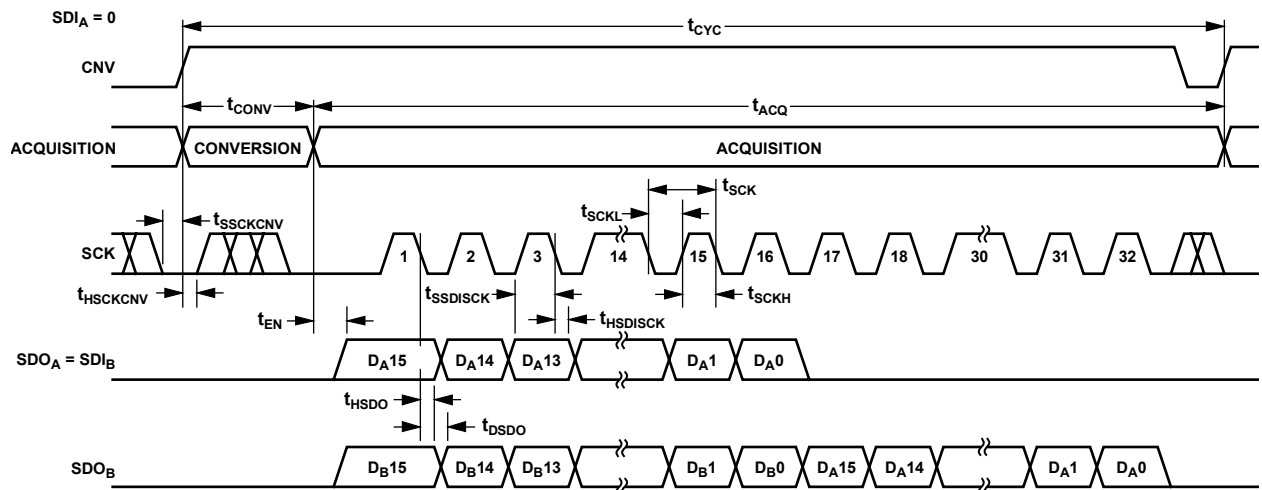 SDIA = 0
tCYC
CNV
tCONV
tACQ
ACQUISITION
CONVERSION
ACQUISITION
tSCK
tSSCKCNV
tSCKL
SCK
1
2
3
14
15
16
17
18
30
31
32
tHSCKCNV
tSSDISCK
tSCKH
tEN
tHSDISCK
SDOA = SDIB
DA15
DA14
DA13
DA1
DA0
tHSDO
tDSDO
SDOB
DB15
DB14
DB13
DB1
DB0
DA15
DA14
DA1
DA0